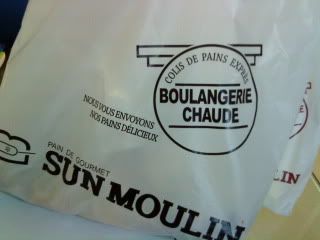 COLIS DE PAINS EXPRÈS
BOULANGERIE
CHAUDE
NOUS VOUS ENVOYONS
NOS PAINS DÉLICIEUX
PAIN DE GOURMET
SUN MOULIN
LIN